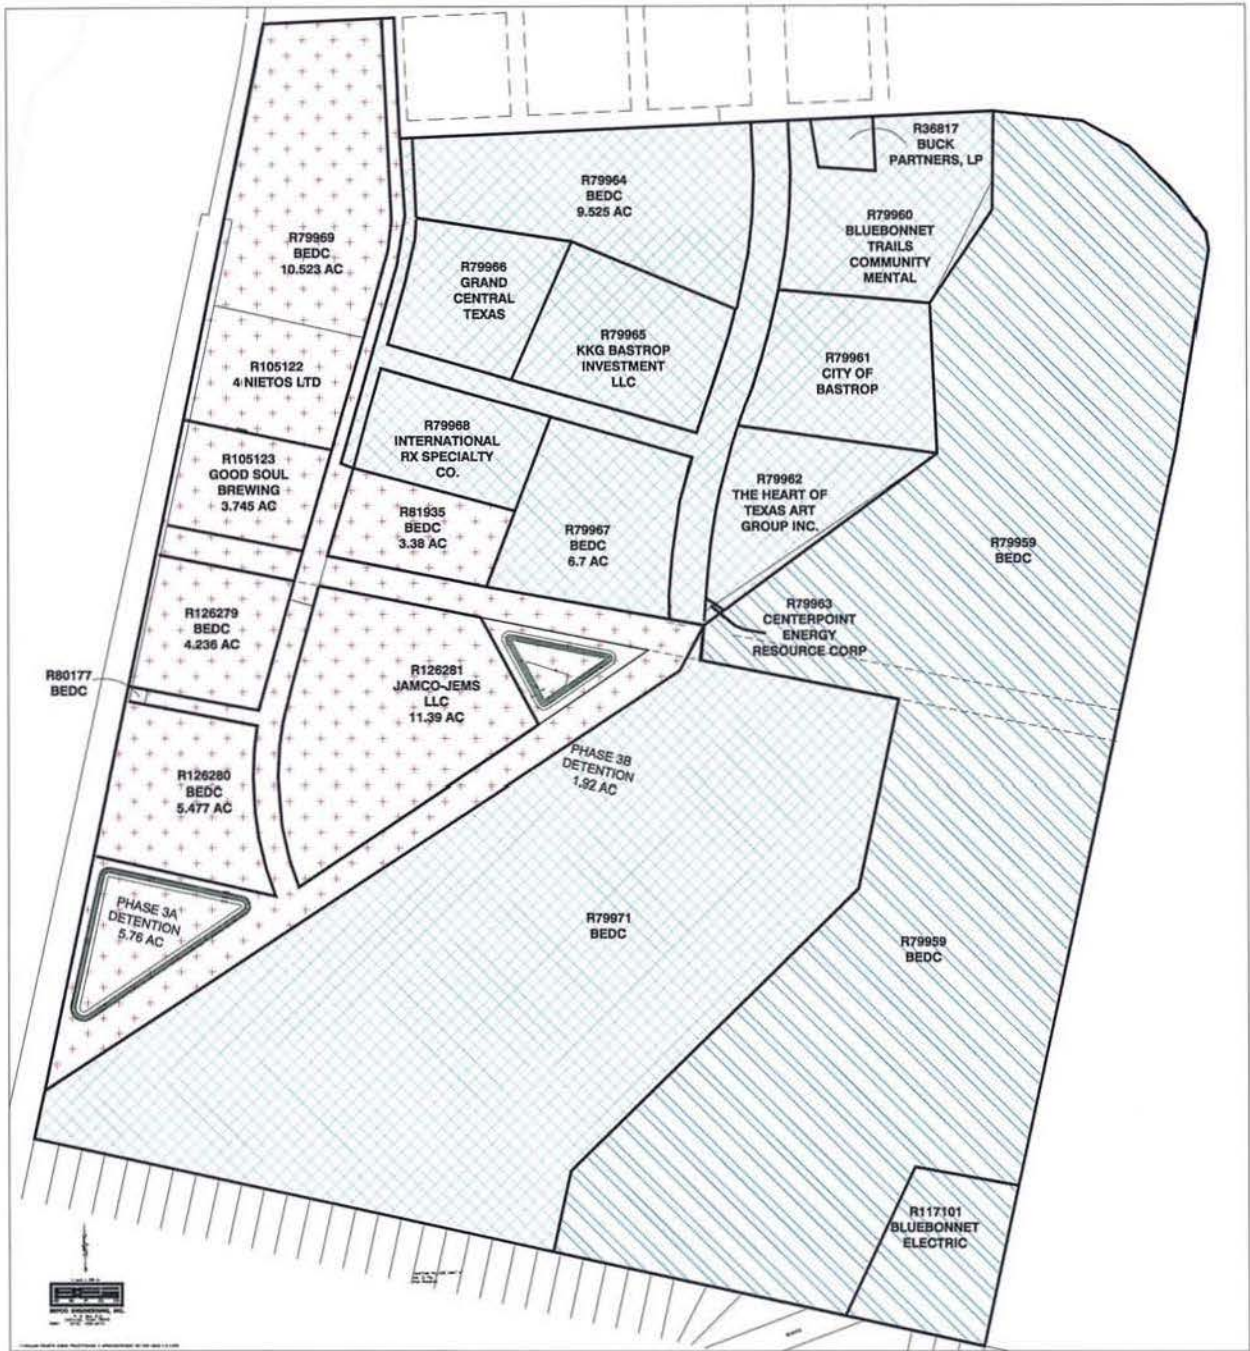 R36817
BUCK
PARTNERS, LP
R79964
BEDC
9.525 AC
R79960
BLUEBONNET
TRAILS
COMMUNITY
MENTAL
R79969
BEDC
10.523 AC
R79966
GRAND
CENTRAL
TEXAS
R79965
KKG BASTROP
INVESTMENT
LLC
R79961
CITY OF
BASTROP
R105122
4 NIETOS LTD
R79968
INTERNATIONAL
RX SPECIALTY
CO.
R105123
GOOD SOUL
BREWING
3.745 AC
R79962
THE HEART OF
TEXAS ART
GROUP INC.
R81935
BEDC
3.38 AC
R79967
BEDC
6.7 AC
R79959
BEDC
R79963
CENTERPOINT
ENERGY
RESOURCE CORP
R126279
BEDC
4.236 AC
R80177
BEDC
R126281
JAMCO-JEMS
LLC
11.39 AC
PHASE 3B
DETENTION
1.92 AC
R126280
BEDC
5.477 AC
PHASE 3A
DETENTION
5.76 AC
R79971
BEDC
R79959
BEDC
R117101
BLUEBONNET
ELECTRIC